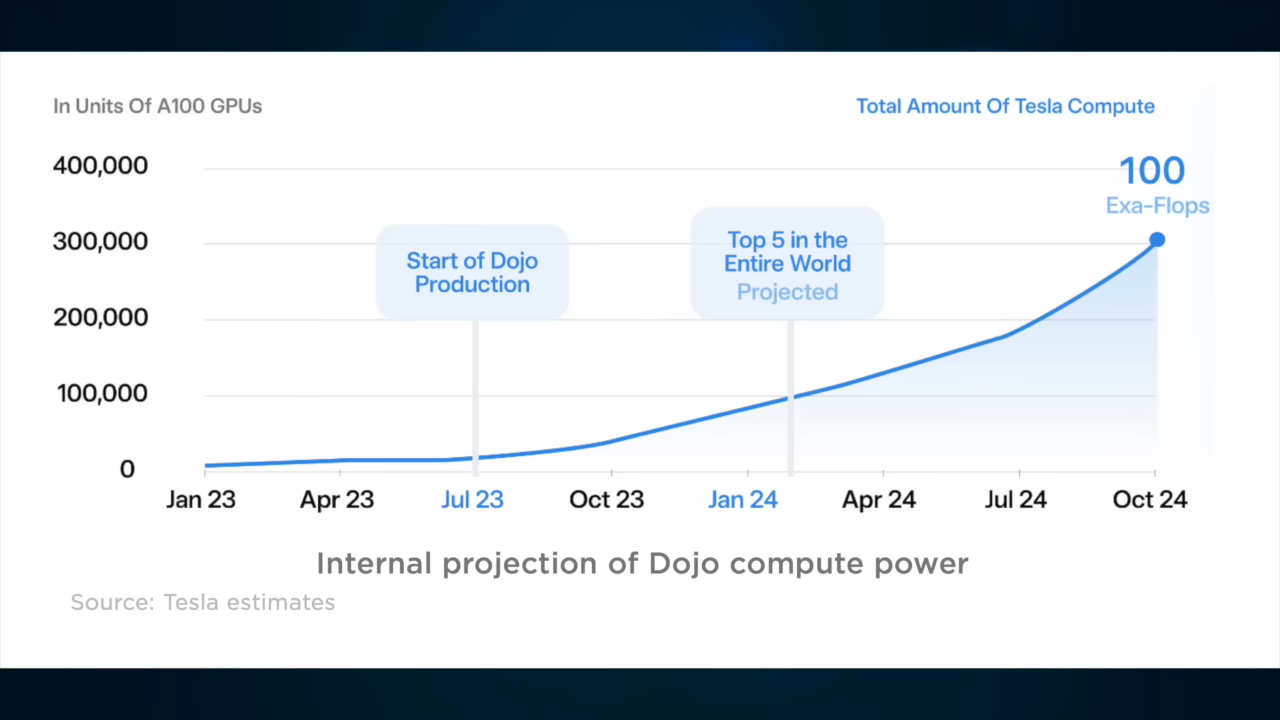 In Units Of A100 GPUs
Total Amount Of Tesla Compute
400,000
100
Exa-Flops
300,000
Start of Dojo
Production
Top 5 in the
Entire World
Projected
200,000
100,000
0
Jan 23
Apr 23
Jul 23
Oct 23
Jan 24
Apr 24
Jul 24
Oct 24
Internal projection of Dojo compute power
Source: Tesla estimates